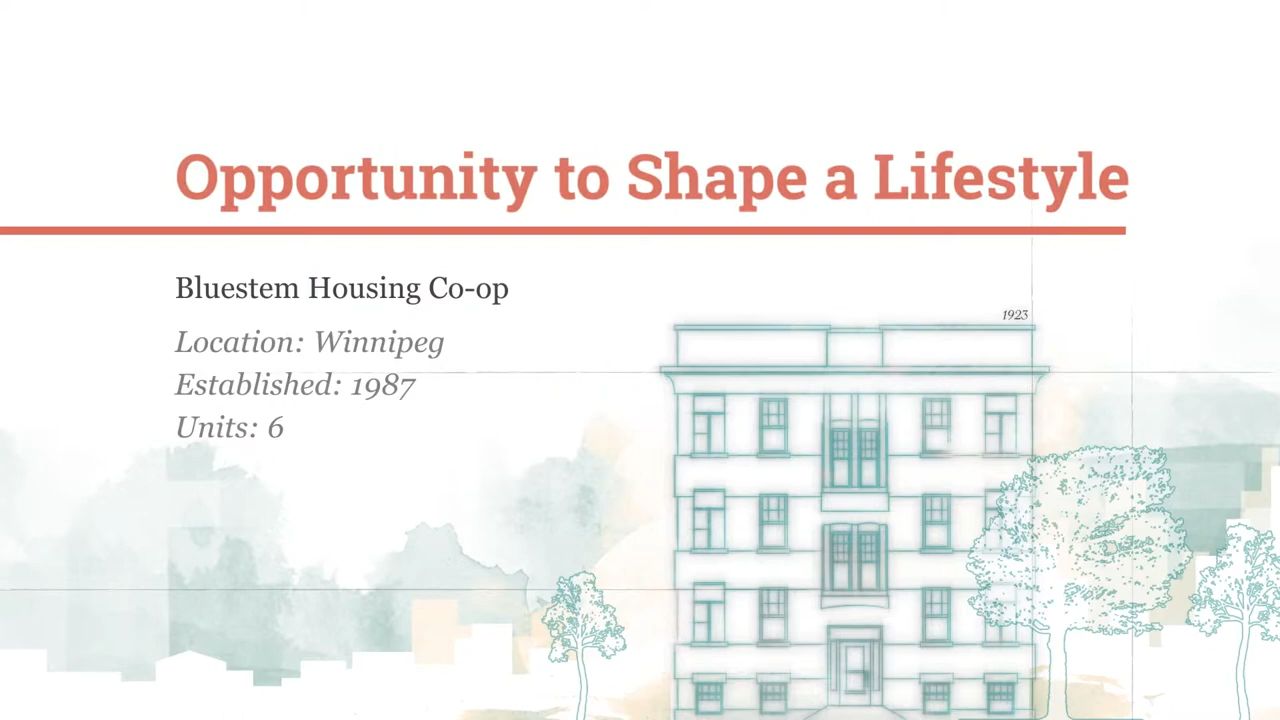 Opportunity to Shape a Lifestyle
Bluestem Housing Co-op
Location: Winnipeg
Established: 1987
Units: 6
1923